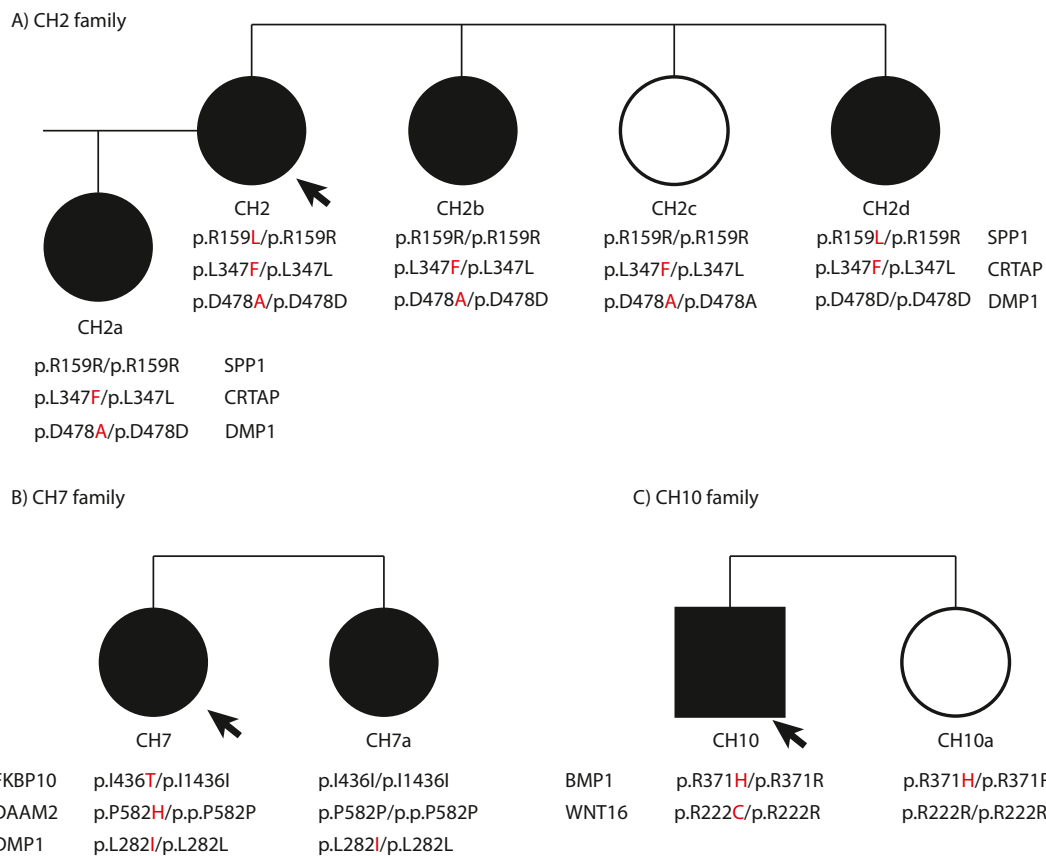 A) CH2 family
CH2 CH2b CH2c CH2d
p.R159L/p.R159R p.R159R/p.R159R p.R159R/p.R159R p.R159L/p.R159R SPP1
p.L347F/p.L347L p.L347F/p.L347L p.L347F/p.L347L p.L347F/p.L347L CRTAP
p.D478A/p.D478D p.D478A/p.D478D p.D478A/p.D478A p.D478D/p.D478D DMP1
CH2a
p.R159R/p.R159R SPP1
p.L347F/p.L347L CRTAP
p.D478A/p.D478D DMP1
B) CH7 family
CH7 CH7a
p.I436T/p.I1436I p.I436I/p.I1436I
p.P582H/p.p.P582P p.P582P/p.p.P582P
p.L282I/p.L282L p.L282I/p.L282L
C) CH10 family
CH10 CH10a
BMP1 p.R371H/p.R371R p.R371H/p.R371R
WNT16 p.R222C/p.R222R p.R222R/p.R222R